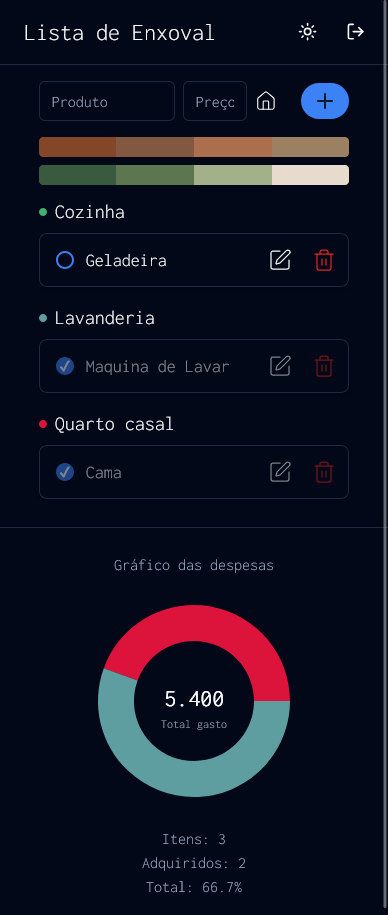 Lista de Enxoval
Produto
Preço
Cozinha
Geladeira
Lavanderia
Maquina de Lavar
Quarto casal
Cama
Gráfico das despesas
5.400
Total gasto
Itens: 3
Adquiridos: 2
Total: 66.7%